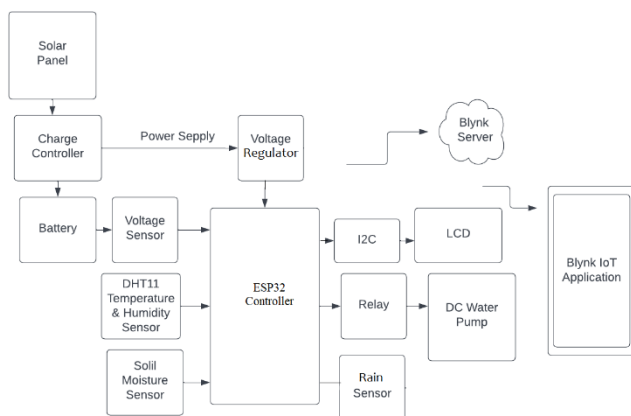 Solar
Panel
Charge
Controller
Power Sepply
Voltage
Regulator
Blynk
Server
Battery
Voltage
Sensor
I2C
LCD
DHT11
Temperature
& Humidity
Sensor
ESP32
Controller
Relay
DC Water
Pump
Blynk IoT
Application
Solil
Moisture
Sensor
Rain
Sensor